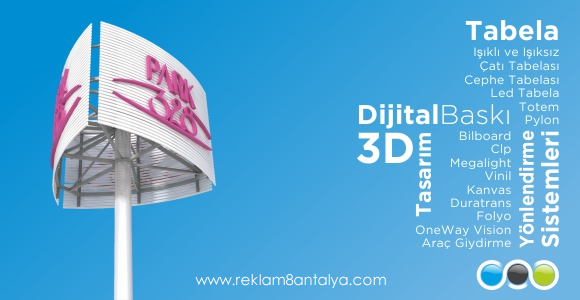 PARK
328
Tabela
Işıklı ve Işıksız
Çatı Tabelası
Cephe Tabelası
Led Tabela
Totem
Pylon
DijitalBaskı
3D
Tasarım
Bilboard
Clp
Megalight
Vinil
Kanvas
Duratrans
Folyo
OneWay Vision
Araç Giydirme
Yönlendirme
Sistemleri
www.reklam8antalya.com